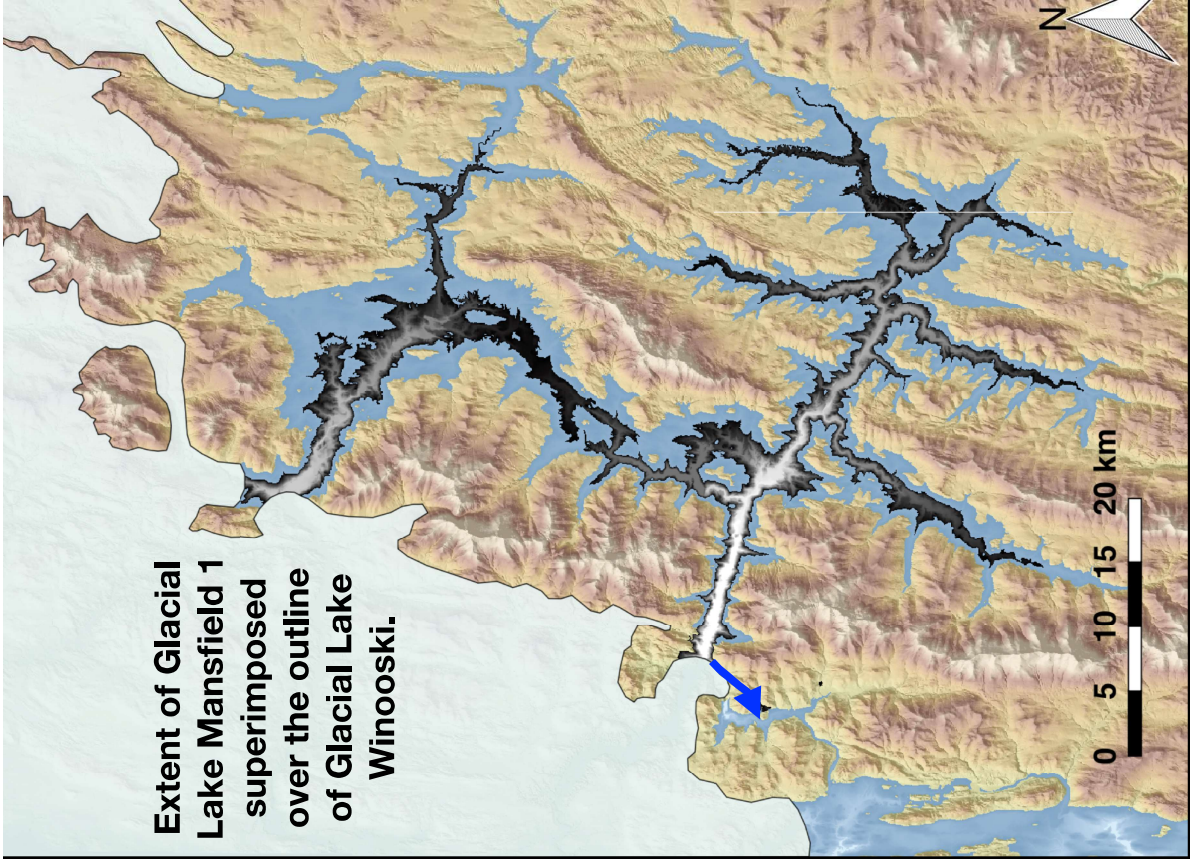 Extent of Glacial
Lake Mansfield 1
superimposed
over the outline
of Glacial Lake
Winooski.
N
0 5 10 15 20 km